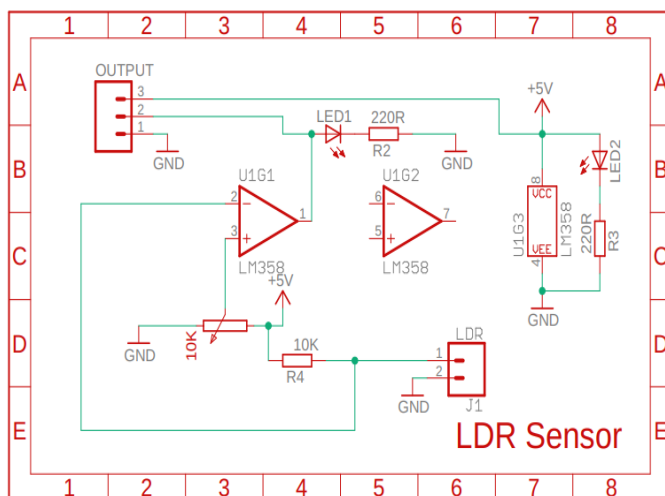 1 2 3 4 5 6 7 8
A A
OUTPUT
3
2
1
GND
LED1
220R
R2
GND
+5V
LED2
B B
U1G1
2
3
1
LM358
U1G2
6
5
7
LM358
8
VCC
U1G3
LM358
VEE
4
220R
R3
GND
C C
+5V
GND
10K
10K
R4
LDR
1
2
GND
J1
D D
E E
LDR Sensor
1 2 3 4 5 6 7 8